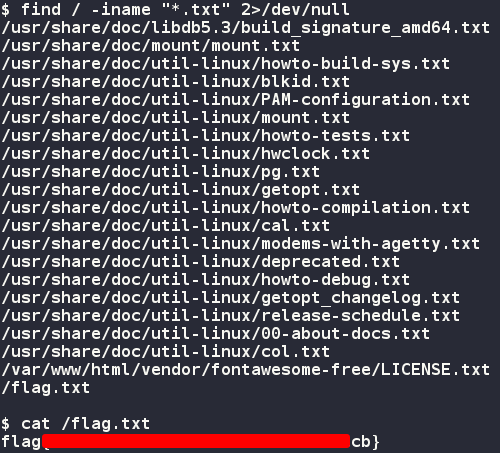 $ find / -iname "*.txt" 2>/dev/null
/usr/share/doc/libdb5.3/build_signature_amd64.txt
/usr/share/doc/mount/mount.txt
/usr/share/doc/util-linux/howto-build-sys.txt
/usr/share/doc/util-linux/blkid.txt
/usr/share/doc/util-linux/PAM-configuration.txt
/usr/share/doc/util-linux/mount.txt
/usr/share/doc/util-linux/howto-tests.txt
/usr/share/doc/util-linux/hwclock.txt
/usr/share/doc/util-linux/pg.txt
/usr/share/doc/util-linux/getopt.txt
/usr/share/doc/util-linux/howto-compilation.txt
/usr/share/doc/util-linux/cal.txt
/usr/share/doc/util-linux/modems-with-agetty.txt
/usr/share/doc/util-linux/deprecated.txt
/usr/share/doc/util-linux/howto-debug.txt
/usr/share/doc/util-linux/getopt_changelog.txt
/usr/share/doc/util-linux/release-schedule.txt
/usr/share/doc/util-linux/00-about-docs.txt
/usr/share/doc/util-linux/col.txt
/var/www/html/vendor/fontawesome-free/LICENSE.txt
/flag.txt
$ cat /flag.txt
flag{ cb}